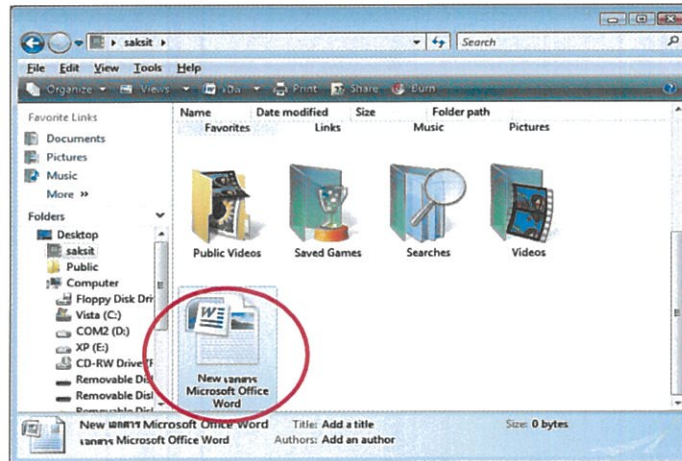 saksit
Search
File Edit View Tools Help
Organize Views Print Share Burn
Favorite Links
Documents
Pictures
Music
More »
Folders
Desktop
saksit
Public
Computer
Floppy Disk Dri
Vista (C:)
COM2 (D:)
XP (E:)
CD-RW Drive (F
Removable Disl
Removable Disl
Removable Disl
Name Date modified Size Folder path
Favorites Links Music Pictures
Public Videos Saved Games Searches Videos
New เอกสาร
Microsoft Office
Word
New เอกสาร Microsoft Office Word Title: Add a title Size: 0 bytes
เอกสาร Microsoft Office Word Authors: Add an author